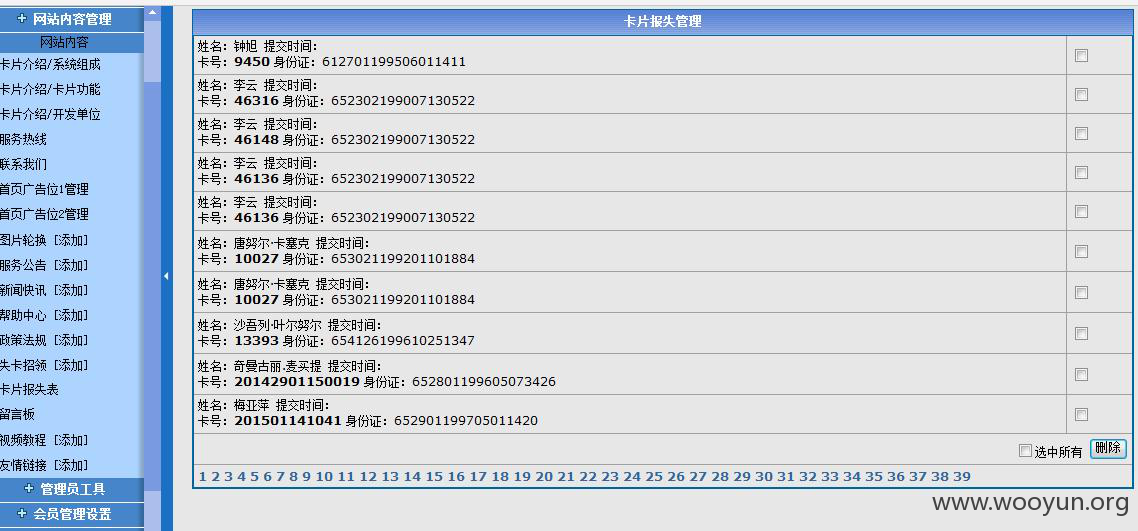 网站内容管理
网站内容
卡片介绍/系统组成
卡片介绍/卡片功能
卡片介绍/开发单位
服务热线
联系我们
首页广告位1管理
首页广告位2管理
图片轮换 [添加]
服务公告 [添加]
新闻快讯 [添加]
帮助中心 [添加]
政策法规 [添加]
失卡招领 [添加]
卡片报失表
留言板
视频教程 [添加]
友情链接 [添加]
管理员工具
会员管理设置
卡片报失管理
姓名：钟旭 提交时间：
卡号：9450 身份证：612701199506011411
姓名：李云 提交时间：
卡号：46316 身份证：652302199007130522
姓名：李云 提交时间：
卡号：46148 身份证：652302199007130522
姓名：李云 提交时间：
卡号：46136 身份证：652302199007130522
姓名：李云 提交时间：
卡号：46136 身份证：652302199007130522
姓名：唐努尔·卡塞克 提交时间：
卡号：10027 身份证：653021199201101884
姓名：唐努尔·卡塞克 提交时间：
卡号：10027 身份证：653021199201101884
姓名：沙吾列·叶尔努尔 提交时间：
卡号：13393 身份证：654126199610251347
姓名：奇曼古丽.麦买提 提交时间：
卡号：20142901150019 身份证：652801199605073426
姓名：梅亚萍 提交时间：
卡号：201501141041 身份证：652901199705011420
选中所有 删除
1 2 3 4 5 6 7 8 9 10 11 12 13 14 15 16 17 18 19 20 21 22 23 24 25 26 27 28 29 30 31 32 33 34 35 36 37 38 39
www.wooyun.org